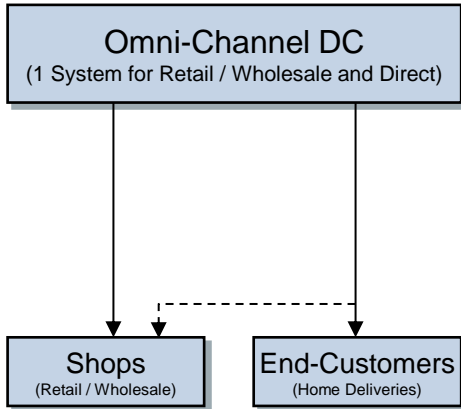 Omni-Channel DC
(1 System for Retail / Wholesale and Direct)
Shops
(Retail / Wholesale)
End-Customers
(Home Deliveries)